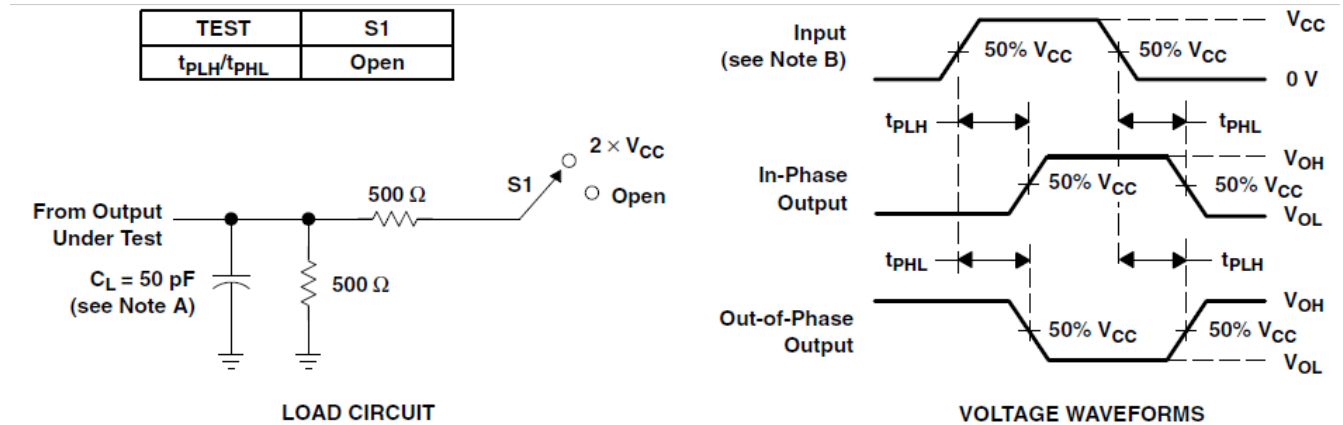 TEST S1
tPLH/tPHL Open
2 × VCC
S1
Open
500 Ω
From Output
Under Test
CL = 50 pF
(see Note A)
500 Ω
LOAD CIRCUIT
Input
(see Note B)
50% VCC
50% VCC
VCC
0 V
tPLH
tPHL
In-Phase
Output
50% VCC
50% VCC
VOH
VOL
tPHL
tPLH
Out-of-Phase
Output
50% VCC
50% VCC
VOH
VOL
VOLTAGE WAVEFORMS